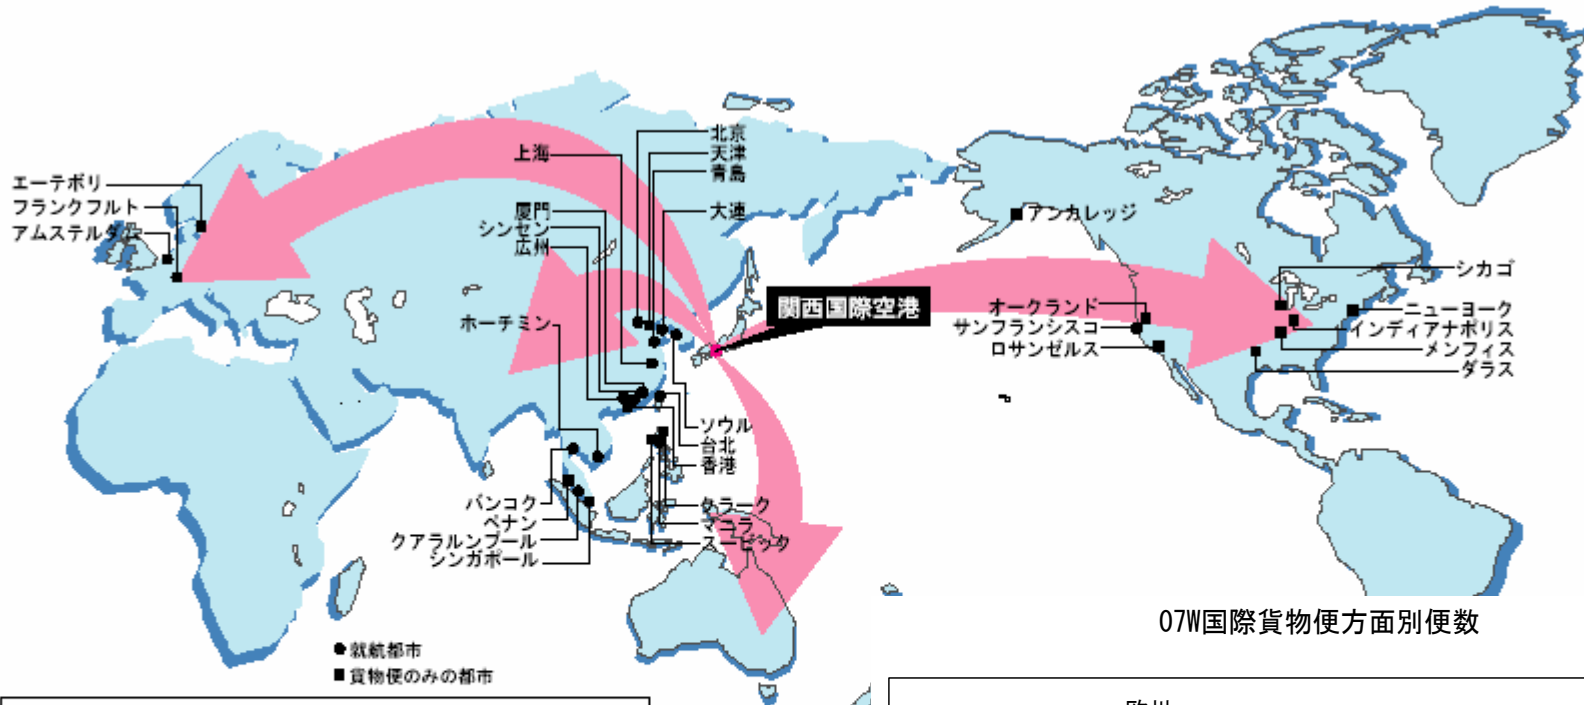 北京
上海
天津
青島
エーテボリ
フランクフルト
アムステルダム
厦門
大連
シンセン
広州
アンカレッジ
シカゴ
関西国際空港
オークランド
ニューヨーク
ホーチミン
サンフランシスコ
インディアナポリス
ロサンゼルス
メンフィス
ダラス
ソウル
台北
香港
バンコク
クラーク
ペナン
マニラ
クアラルンプール
スービック
シンガポール
07W国際貨物便方面別便数
●就航都市
■貨物便のみの都市